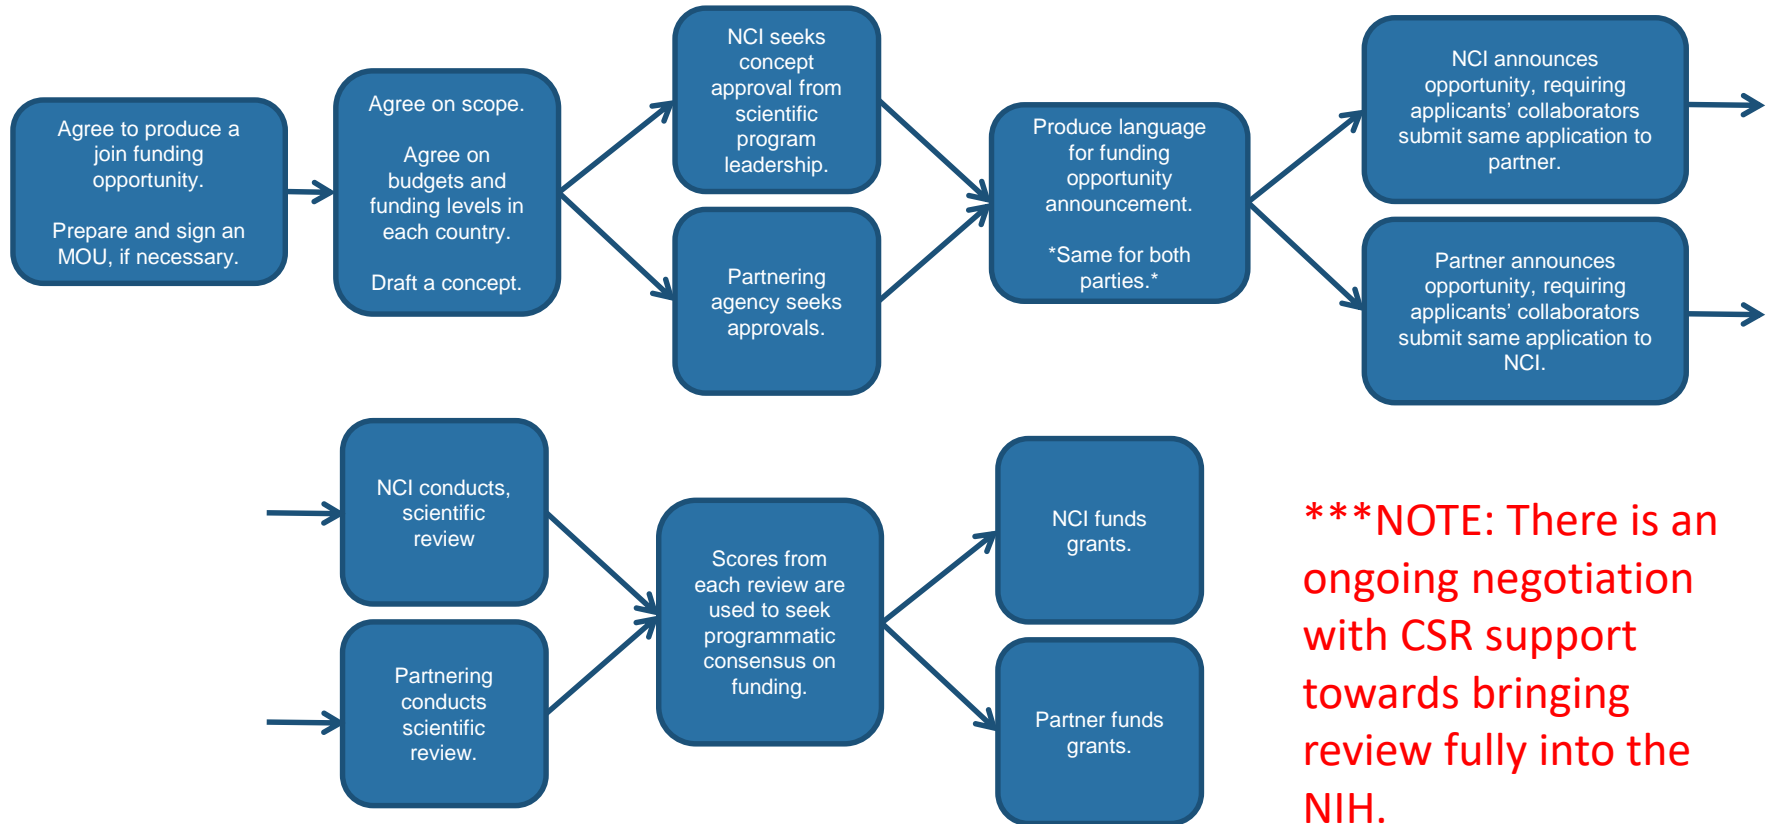 Agree to produce a
join funding
opportunity.
Prepare and sign an
MOU, if necessary.
Agree on scope.
Agree on
budgets and
funding levels in
each country.
Draft a concept.
NCI seeks
concept
approval from
scientific
program
leadership.
Partnering
agency seeks
approvals.
Produce language
for funding
opportunity
announcement.
*Same for both
parties.*
NCI announces
opportunity, requiring
applicants’ collaborators
submit same application to
partner.
Partner announces
opportunity, requiring
applicants’ collaborators
submit same application to
NCI.
NCI conducts,
scientific
review
Partnering
conducts
scientific
review.
Scores from
each review are
used to seek
programmatic
consensus on
funding.
NCI funds
grants.
Partner funds
grants.
***NOTE: There is an
ongoing negotiation
with CSR support
towards bringing
review fully into the
NIH.